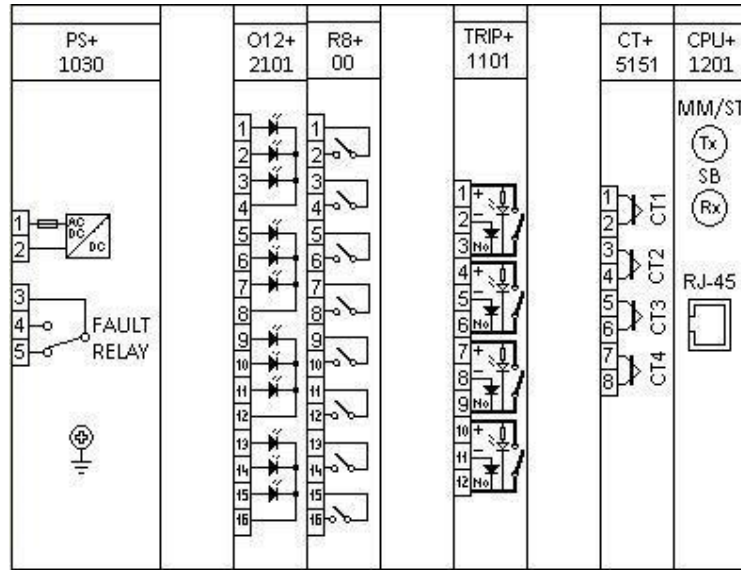 PS+
1030
O12+
2101
R8+
00
TRIP+
1101
CT+
5151
CPU+
1201
1
2
AC
DC
DC
3
4
5
FAULT
RELAY
1
2
3
4
5
6
7
8
9
10
11
12
13
14
15
16
1
2
3
4
5
6
7
8
9
10
11
12
13
14
15
16
1 +
2 -
3 No
4 +
5 -
6 No
7 +
8 -
9 No
10 +
11 -
12 No
1
2
CT1
3
4
CT2
5
6
CT3
7
8
CT4
MM/ST
Tx
SB
Rx
RJ-45